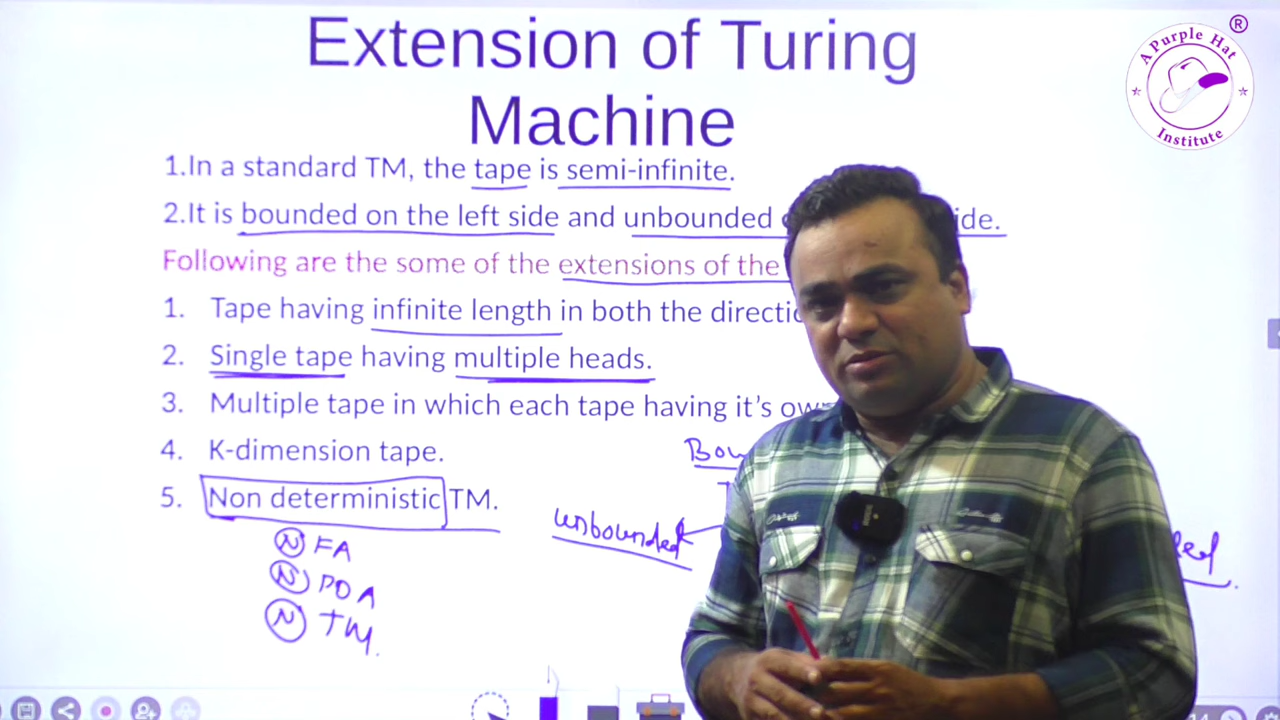 Extension of Turing
Machine
A Purple Hat
Institute
®
1.In a standard TM, the tape is semi-infinite.
2.It is bounded on the left side and unbounded
Following are the some of the extensions of the
1. Tape having infinite length in both the
2. Single tape having multiple heads.
3. Multiple tape in which each tape having it's
4. K-dimension tape.
5. Non deterministic TM.
unbounded
N FA
N PDA
N TM.